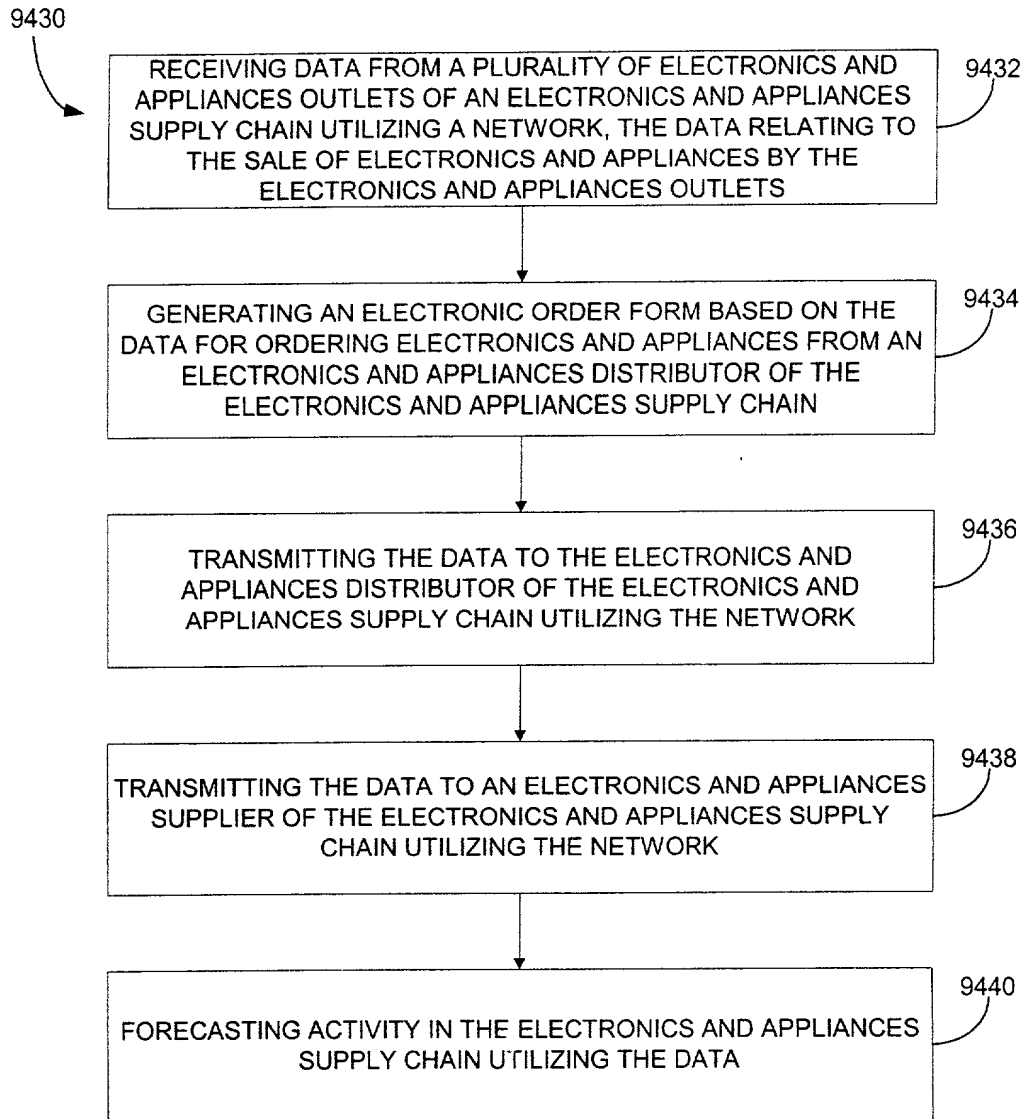 9430
RECEIVING DATA FROM A PLURALITY OF ELECTRONICS AND
APPLIANCES OUTLETS OF AN ELECTRONICS AND APPLIANCES
SUPPLY CHAIN UTILIZING A NETWORK, THE DATA RELATING TO
THE SALE OF ELECTRONICS AND APPLIANCES BY THE
ELECTRONICS AND APPLIANCES OUTLETS
9432
GENERATING AN ELECTRONIC ORDER FORM BASED ON THE
DATA FOR ORDERING ELECTRONICS AND APPLIANCES FROM AN
ELECTRONICS AND APPLIANCES DISTRIBUTOR OF THE
ELECTRONICS AND APPLIANCES SUPPLY CHAIN
9434
TRANSMITTING THE DATA TO THE ELECTRONICS AND
APPLIANCES DISTRIBUTOR OF THE ELECTRONICS AND
APPLIANCES SUPPLY CHAIN UTILIZING THE NETWORK
9436
TRANSMITTING THE DATA TO AN ELECTRONICS AND APPLIANCES
SUPPLIER OF THE ELECTRONICS AND APPLIANCES SUPPLY
CHAIN UTILIZING THE NETWORK
9438
FORECASTING ACTIVITY IN THE ELECTRONICS AND APPLIANCES
SUPPLY CHAIN UTILIZING THE DATA
9440